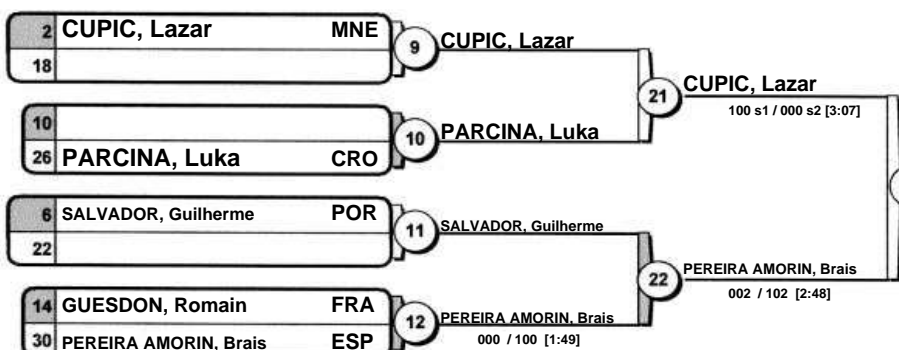 2 CUPIC, Lazar MNE
18
9
CUPIC, Lazar
10
26 PARCINA, Luka CRO
10
PARCINA, Luka
21
CUPIC, Lazar
100 s1 / 000 s2 [3:07]
6 SALVADOR, Guilherme POR
22
11
SALVADOR, Guilherme
14 GUESDON, Romain FRA
30 PEREIRA AMORIN, Brais ESP
12
PEREIRA AMORIN, Brais
000 / 100 [1:49]
22
PEREIRA AMORIN, Brais
002 / 102 [2:48]